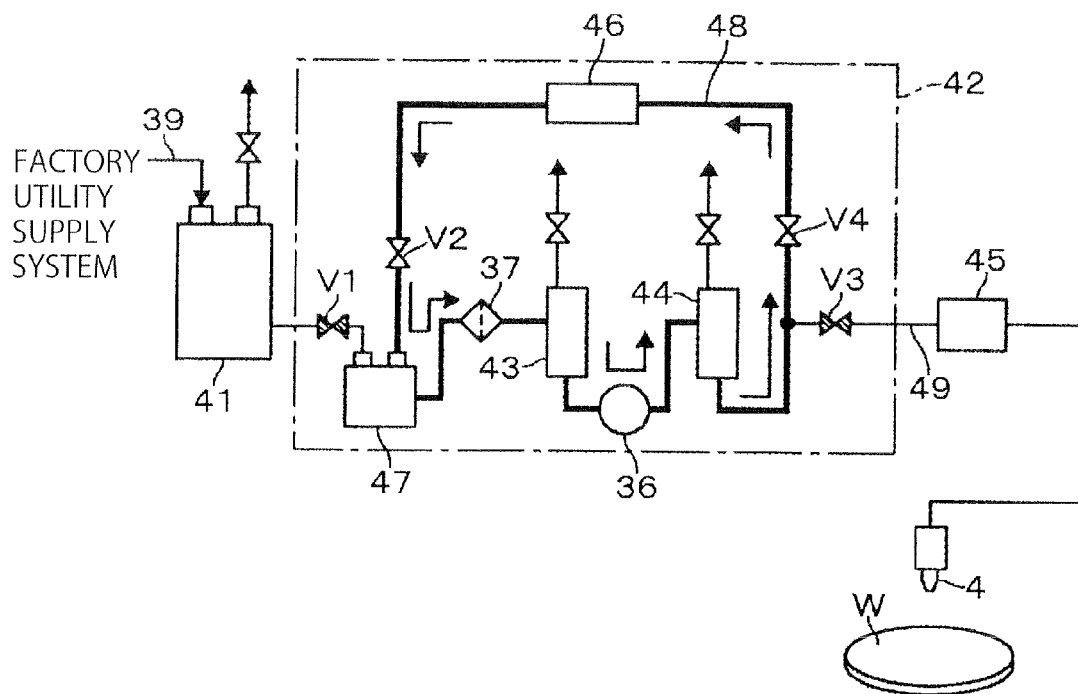 46
48
42
39
FACTORY
UTILITY
SUPPLY
SYSTEM
V2
V4
37
45
V1
44
V3
43
41
49
47
36
4
W